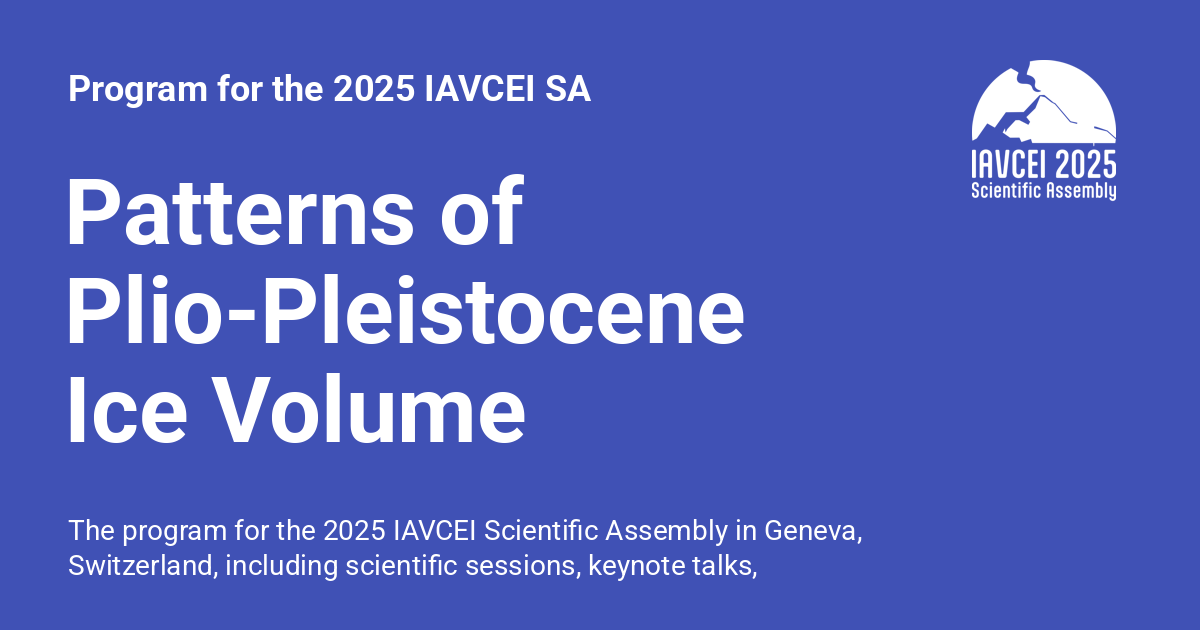 Program for the 2025 IAVCEI SA
IAVCEI 2025
Scientific Assembly
Patterns of
Plio-Pleistocene
Ice Volume
The program for the 2025 IAVCEI Scientific Assembly in Geneva,
Switzerland, including scientific sessions, keynote talks,